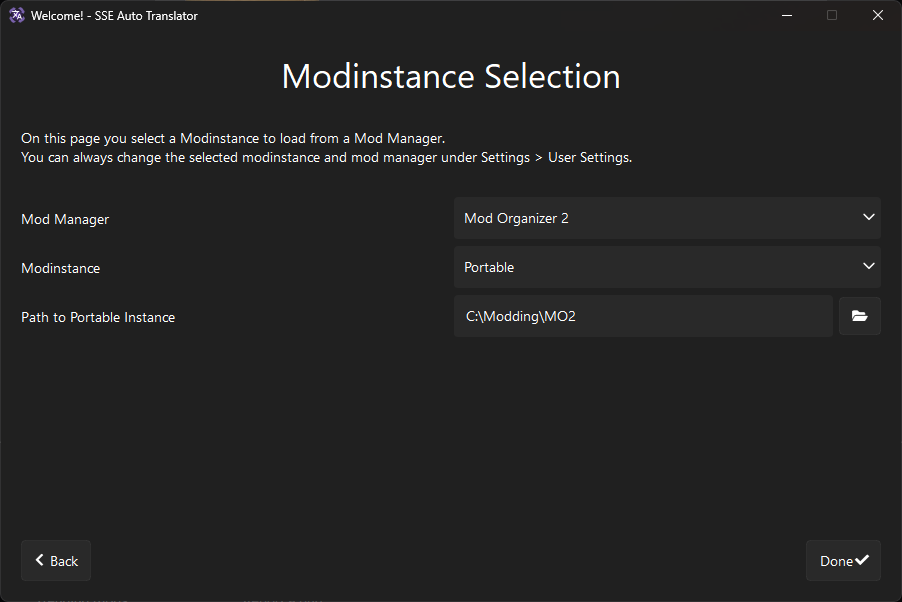 Welcome! - SSE Auto Translator
Modinstance Selection
On this page you select a Modinstance to load from a Mod Manager.
You can always change the selected modinstance and mod manager under Settings > User Settings.
Mod Manager
Mod Organizer 2
Modinstance
Portable
Path to Portable Instance
C:\Modding\MO2
Back
Done